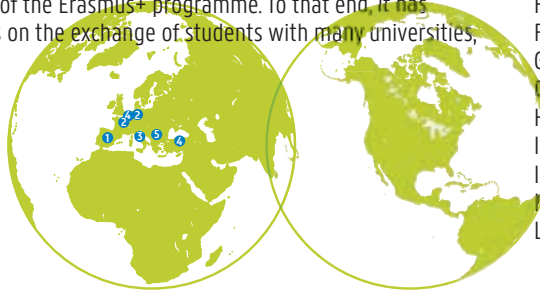 of the Erasmus+ programme. To that end, it has
on the exchange of students with many universities,
4 2
2
1 3 5 4